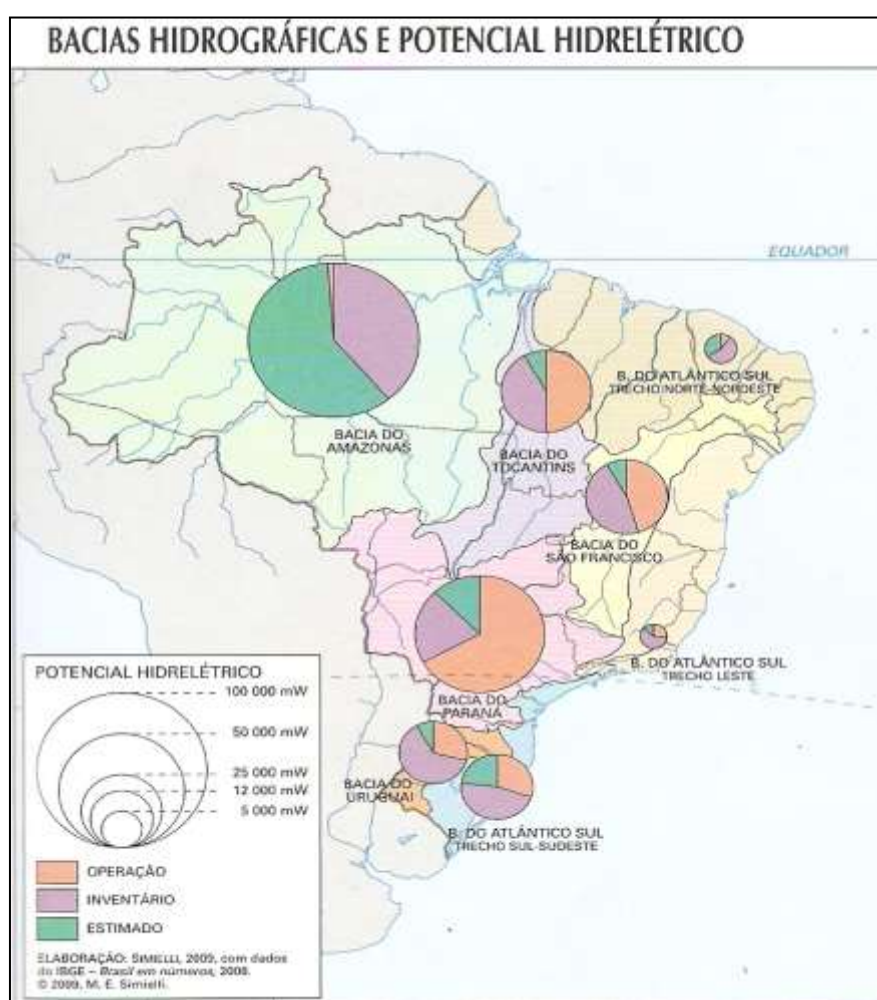 BACIAS HIDROGRÁFICAS E POTENCIAL HIDRELÉTRICO
0º
EQUADOR
B. DO ATLÂNTICO SUL
TRECHO NORTE-NORDESTE
BACIA DO
AMAZONAS
BACIA DO
TOCANTINS
BACIA DO
SÃO FRANCISCO
B. DO ATLÂNTICO SUL
TRECHO LESTE
BACIA DO
PARANÁ
BACIA DO
URUGUAI
B. DO ATLÂNTICO SUL
TRECHO SUL-SUDESTE
POTENCIAL HIDRELÉTRICO
100 000 mW
50 000 mW
25 000 mW
12 000 mW
5 000 mW
OPERAÇÃO
INVENTÁRIO
ESTIMADO
ELABORAÇÃO: SIMIELLI, 2009, com dados
do IBGE – Brasil em números, 2008.
© 2009, M. E. Simielli.